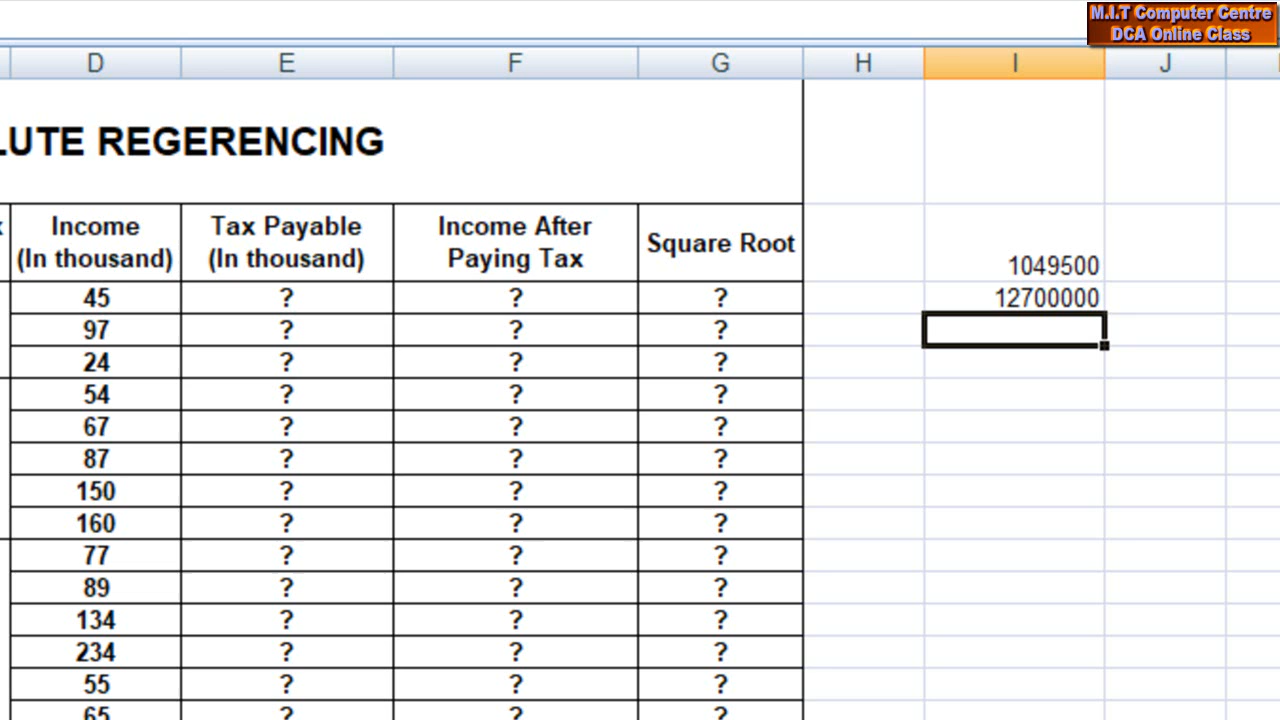 M.I.T Computer Centre
DCA Online Class
D E F G H I J
LUTE REGERENCING
Income Tax Payable Income After Square Root
(In thousand) (In thousand) Paying Tax
1049500
45 ? ? ? 12700000
97 ? ? ?
24 ? ? ?
54 ? ? ?
67 ? ? ?
87 ? ? ?
150 ? ? ?
160 ? ? ?
77 ? ? ?
89 ? ? ?
134 ? ? ?
234 ? ? ?
55 ? ? ?
65 ? ? ?